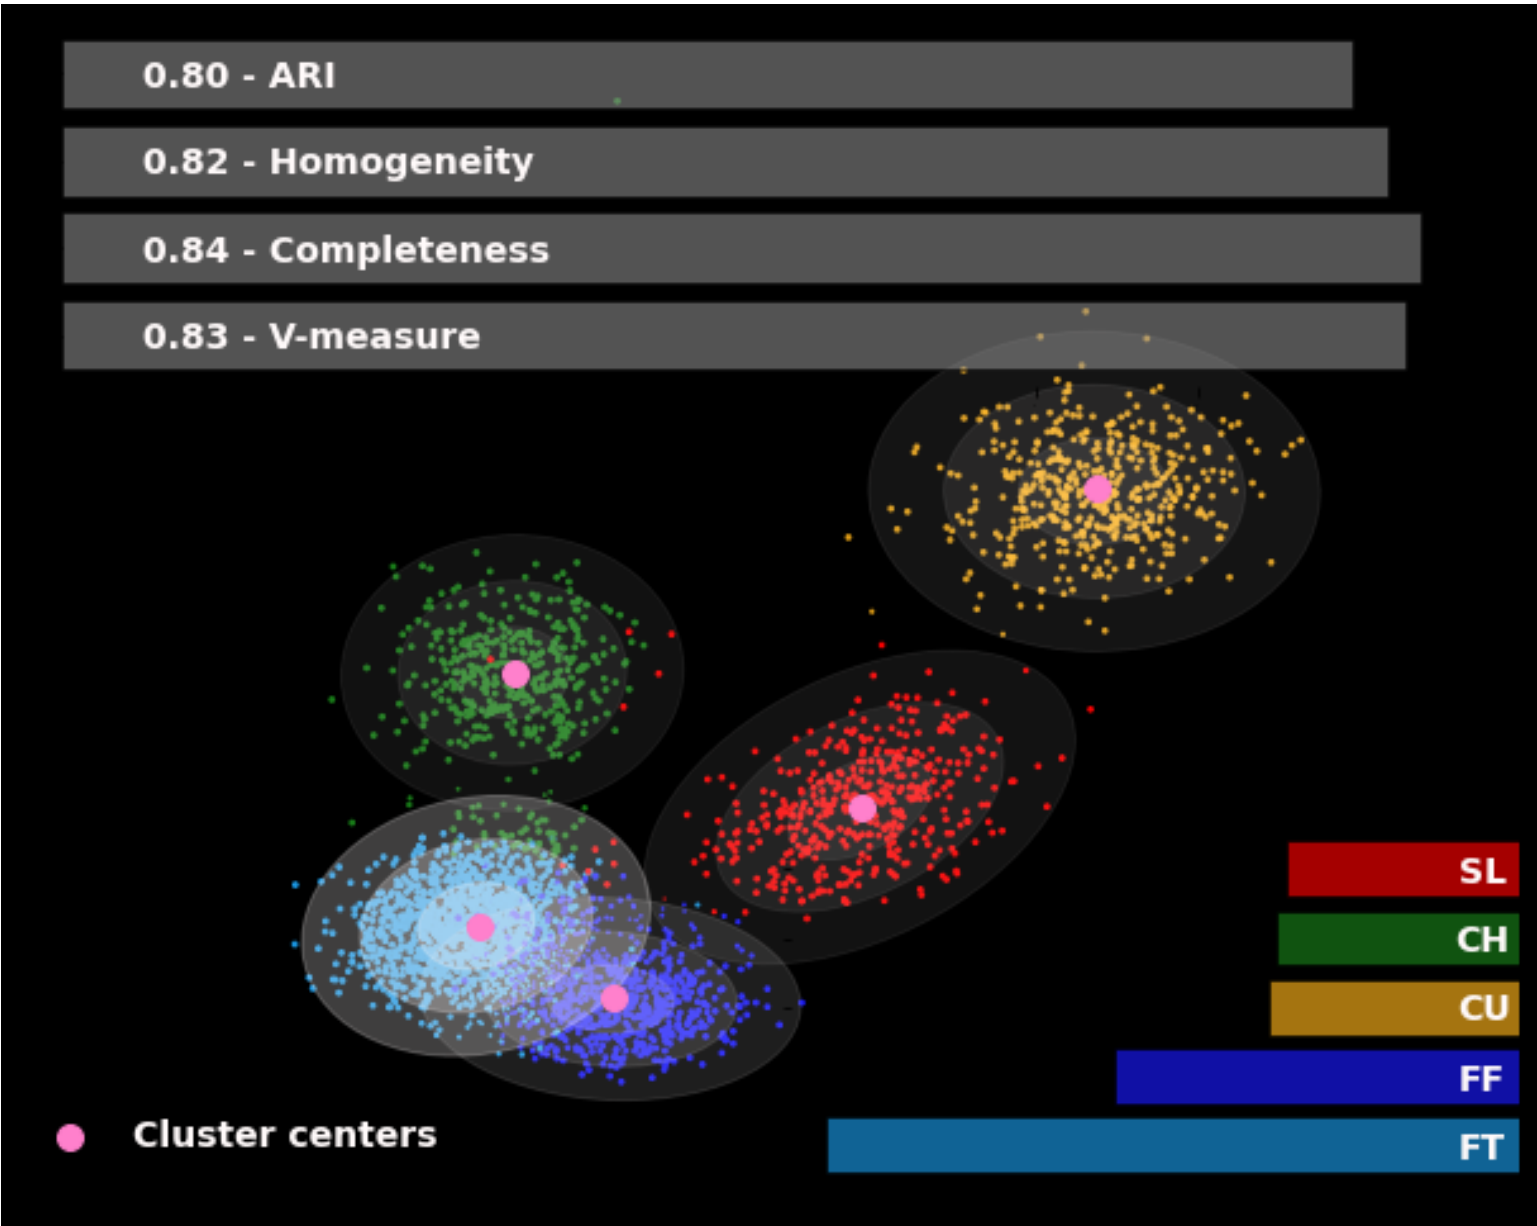 0.80 - ARI
0.82 - Homogeneity
0.84 - Completeness
0.83 - V-measure
SL
CH
CU
FF
FT
Cluster centers